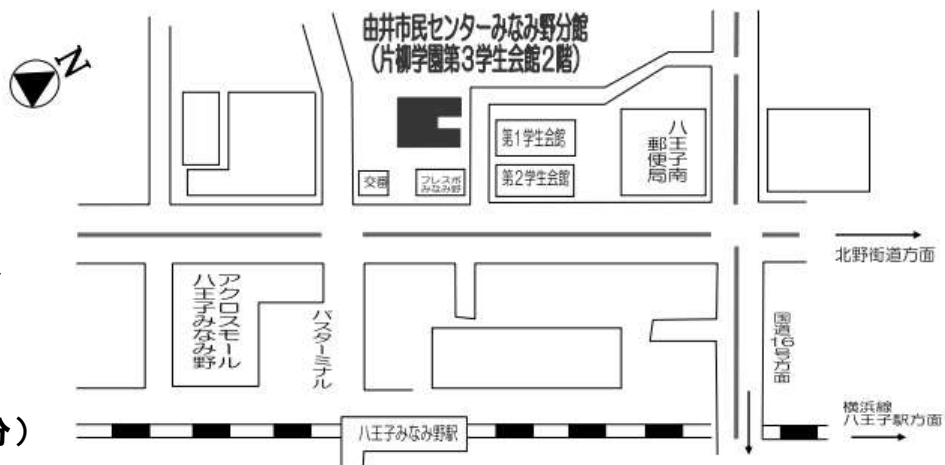 由井市民センターみなみ野分館
(片柳学園第3学生会館2階)
N
第1学生会館
八王子南
郵便局
交番
フレスポ
みなみ野
第2学生会館
北野街道方面
アクロスモール
八王子みなみ野
バスターミナル
国道16号方面
横浜線
八王子駅方面
分)
八王子みなみ野駅